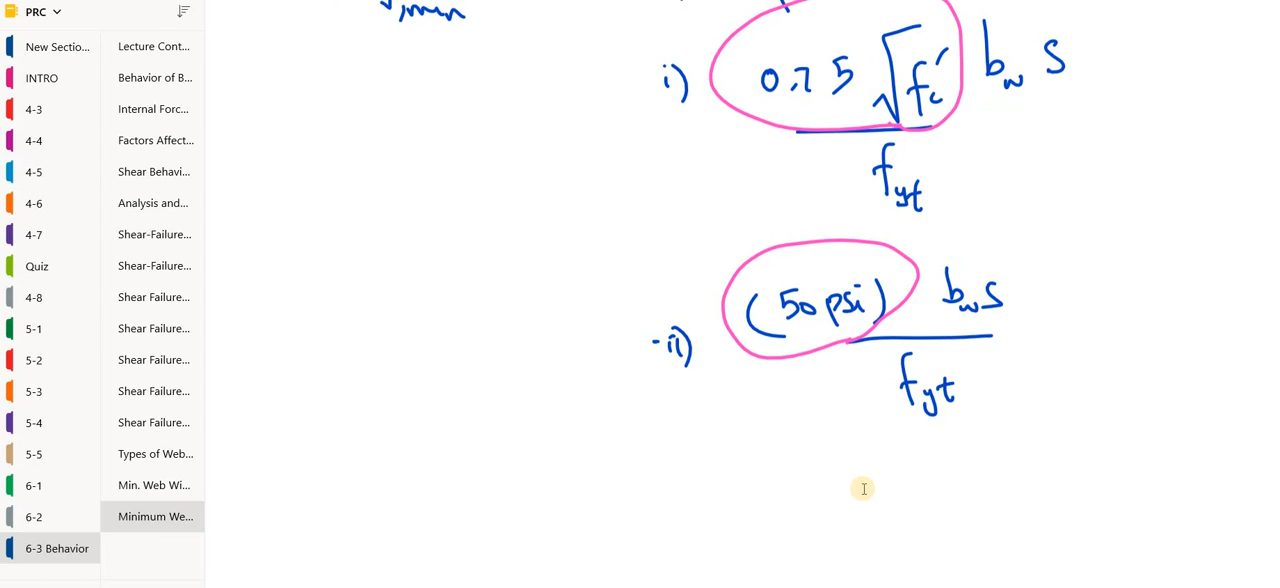 PRC
New Sectio...
Lecture Cont...
INTRO
Behavior of B...
4-3
Internal Forc...
4-4
Factors Affect...
4-5
Shear Behavi...
4-6
Analysis and...
4-7
Shear-Failure...
Quiz
Shear-Failure...
4-8
Shear Failure...
5-1
Shear Failure...
5-2
Shear Failure...
5-3
Shear Failure...
5-4
Shear Failure...
5-5
Types of Web...
6-1
Min. Web Wi...
6-2
Minimum We...
6-3 Behavior
min
i) 0.75 √fc′ bw s
fyt
ii) (50 psi) bw s
fyt